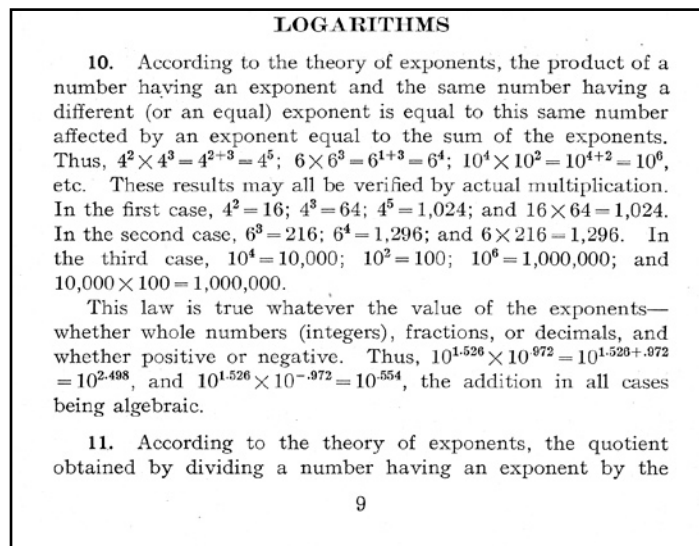 LOGARITHMS
10. According to the theory of exponents, the product of a
number having an exponent and the same number having a
different (or an equal) exponent is equal to this same number
affected by an exponent equal to the sum of the exponents.
Thus, 4²×4³=4²⁺³=4⁵; 6×6³=6¹⁺³=6⁴; 10⁴×10²=10⁴⁺²=10⁶,
etc. These results may all be verified by actual multiplication.
In the first case, 4²=16; 4³=64; 4⁵=1,024; and 16×64=1,024.
In the second case, 6³=216; 6⁴=1,296; and 6×216=1,296. In
the third case, 10⁴=10,000; 10²=100; 10⁶=1,000,000; and
10,000×100=1,000,000.
This law is true whatever the value of the exponents—
whether whole numbers (integers), fractions, or decimals, and
whether positive or negative. Thus, 10^1.526×10^.972=10^1.526+.972
=10^2.498, and 10^1.526×10^−.972=10^.554, the addition in all cases
being algebraic.
11. According to the theory of exponents, the quotient
obtained by dividing a number having an exponent by the
9